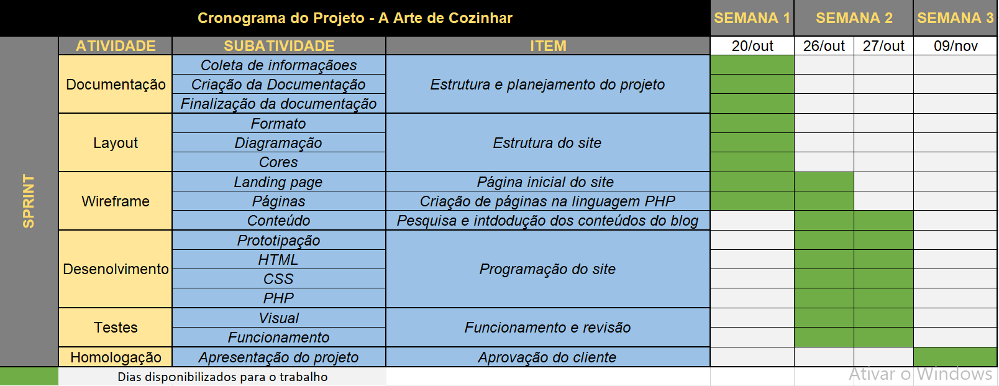 Cronograma do Projeto - A Arte de Cozinhar SEMANA 1 SEMANA 2 SEMANA 3
ATIVIDADE SUBATIVIDADE ITEM 20/out 26/out 27/out 09/nov
SPRINT
Documentação
Coleta de informaçãoes
Criação da Documentação
Finalização da documentação
Estrutura e planejamento do projeto
Layout
Formato
Diagramação
Cores
Estrutura do site
Wireframe
Landing page Página inicial do site
Páginas Criação de páginas na linguagem PHP
Conteúdo Pesquisa e intdodução dos conteúdos do blog
Desenolvimento
Prototipação
HTML
CSS
PHP
Programação do site
Testes
Visual
Funcionamento
Funcionamento e revisão
Homologação Apresentação do projeto Aprovação do cliente
Dias disponibilizados para o trabalho
Ativar o Windows